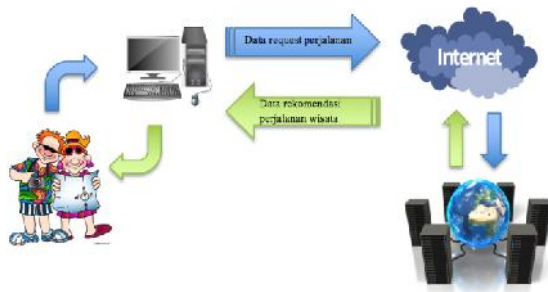 Data request perjalanan
Internet
Data rekomendasi
perjalanan wisata